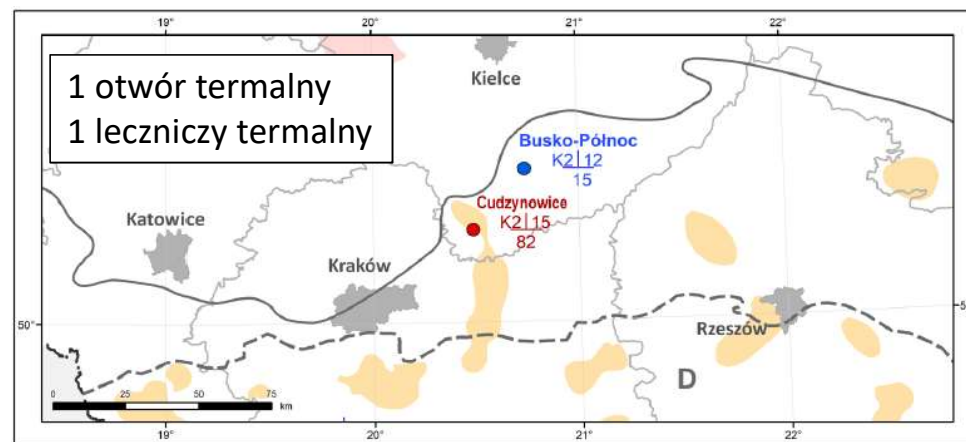 19°
20°
21°
22°
1 otwór termalny
1 leczniczy termalny
Kielce
Busko-Północ
K2|12
15
Cudzynowice
K2|15
82
Katowice
Kraków
50°
5
Rzeszów
D
0 25 50 75
km
19°
20°
21°
22°